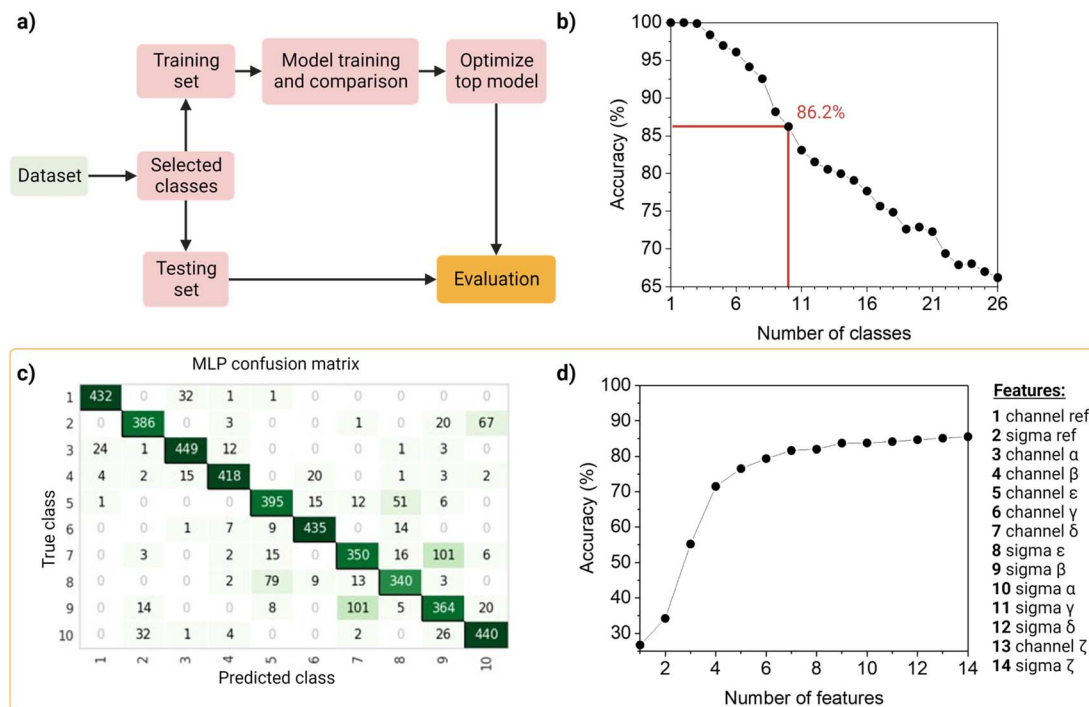 a)
Training
set
Model training
and comparison
Optimize
top model
Dataset
Selected
classes
Testing
set
Evaluation
b)
Accuracy (%)
100
95
90
85
80
75
70
65
86.2%
1 6 11 16 21 26
Number of classes
c)
MLP confusion matrix
True class
1 432 0 32 1 1 0 0 0 0 0
2 0 386 0 3 0 0 1 0 20 67
3 24 1 449 12 0 0 0 1 3 0
4 4 2 15 418 0 20 0 1 3 2
5 1 0 0 0 395 15 12 51 6 0
6 0 0 1 7 9 435 0 14 0 0
7 0 3 0 2 15 0 350 16 101 6
8 0 0 0 2 79 9 13 340 3 0
9 0 14 0 0 8 0 101 5 364 20
10 0 32 1 4 0 0 2 0 26 440
1 2 3 4 5 6 7 8 9 10
Predicted class
d)
Accuracy (%)
100
90
80
70
60
50
40
30
2 4 6 8 10 12 14
Number of features
Features:
1 channel ref
2 sigma ref
3 channel α
4 channel β
5 channel ε
6 channel γ
7 channel δ
8 sigma ε
9 sigma β
10 sigma α
11 sigma γ
12 sigma δ
13 channel ζ
14 sigma ζ